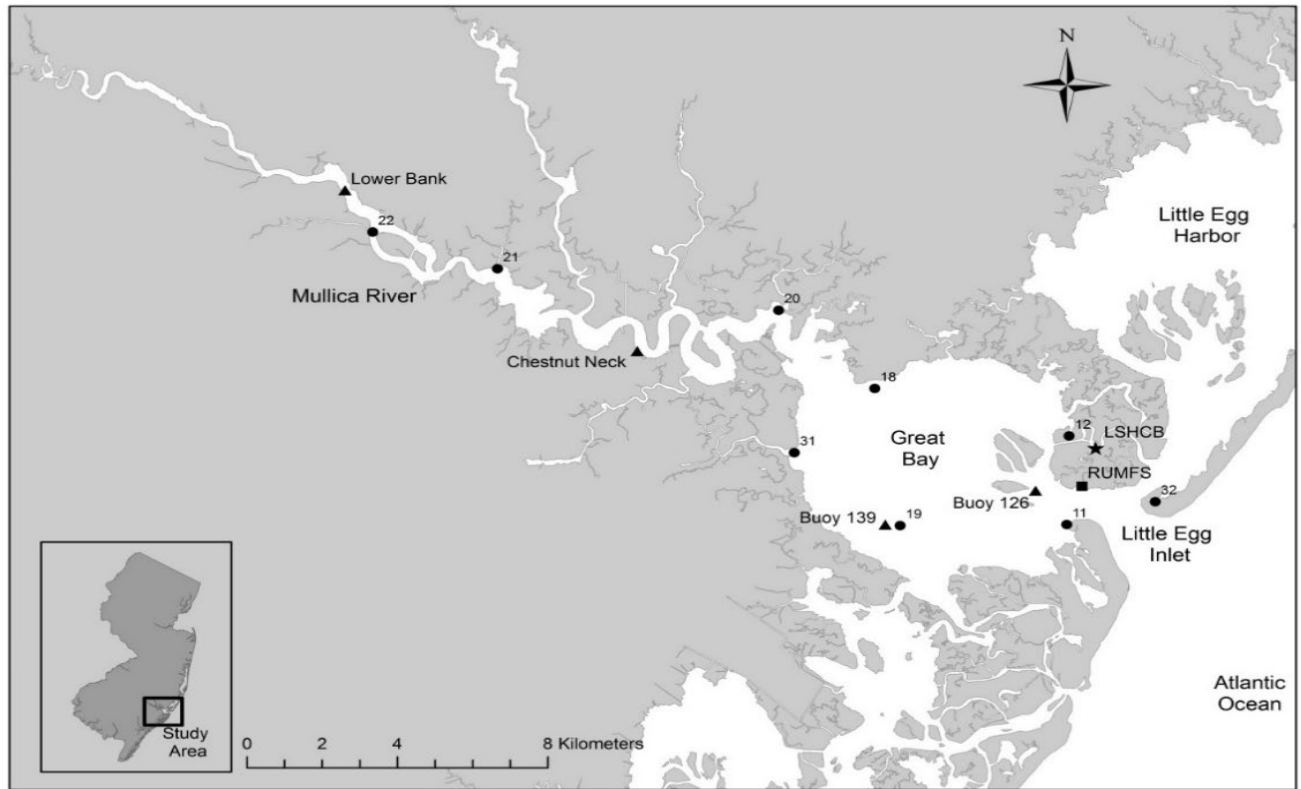 N
Lower Bank
22
21
Mullica River
20
Chestnut Neck
Little Egg
Harbor
18
31
Great
Bay
12
LSHCB
RUMFS
Buoy 126
32
Buoy 139
19
11
Little Egg
Inlet
Atlantic
Ocean
Study
Area
0 2 4 8 Kilometers